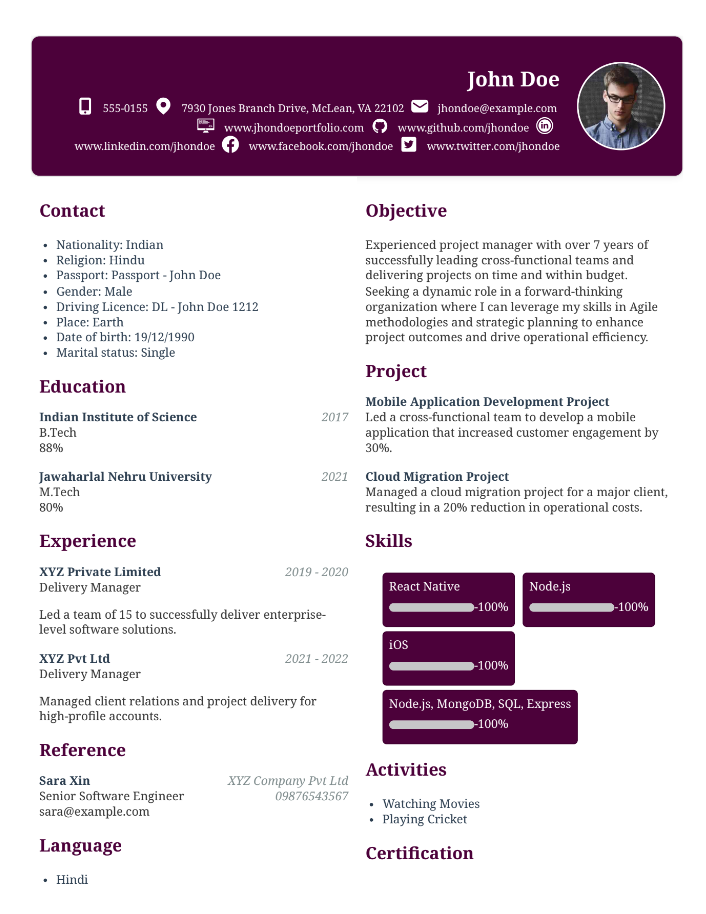 John Doe
555-0155 7930 Jones Branch Drive, McLean, VA 22102 jhondoe@example.com
www.jhondoeportfolio.com www.github.com/jhondoe
www.linkedin.com/jhondoe www.facebook.com/jhondoe www.twitter.com/jhondoe
Contact
• Nationality: Indian
• Religion: Hindu
• Passport: Passport - John Doe
• Gender: Male
• Driving Licence: DL - John Doe 1212
• Place: Earth
• Date of birth: 19/12/1990
• Marital status: Single
Education
Indian Institute of Science 2017
B.Tech
88%
Jawaharlal Nehru University 2021
M.Tech
80%
Experience
XYZ Private Limited 2019 - 2020
Delivery Manager
Led a team of 15 to successfully deliver enterprise-
level software solutions.
XYZ Pvt Ltd 2021 - 2022
Delivery Manager
Managed client relations and project delivery for
high-profile accounts.
Reference
Sara Xin XYZ Company Pvt Ltd
Senior Software Engineer 09876543567
sara@example.com
Language
• Hindi
Objective
Experienced project manager with over 7 years of
successfully leading cross-functional teams and
delivering projects on time and within budget.
Seeking a dynamic role in a forward-thinking
organization where I can leverage my skills in Agile
methodologies and strategic planning to enhance
project outcomes and drive operational efficiency.
Project
Mobile Application Development Project
Led a cross-functional team to develop a mobile
application that increased customer engagement by
30%.
Cloud Migration Project
Managed a cloud migration project for a major client,
resulting in a 20% reduction in operational costs.
Skills
React Native
-100%
Node.js
-100%
iOS
-100%
Node.js, MongoDB, SQL, Express
-100%
Activities
• Watching Movies
• Playing Cricket
Certification